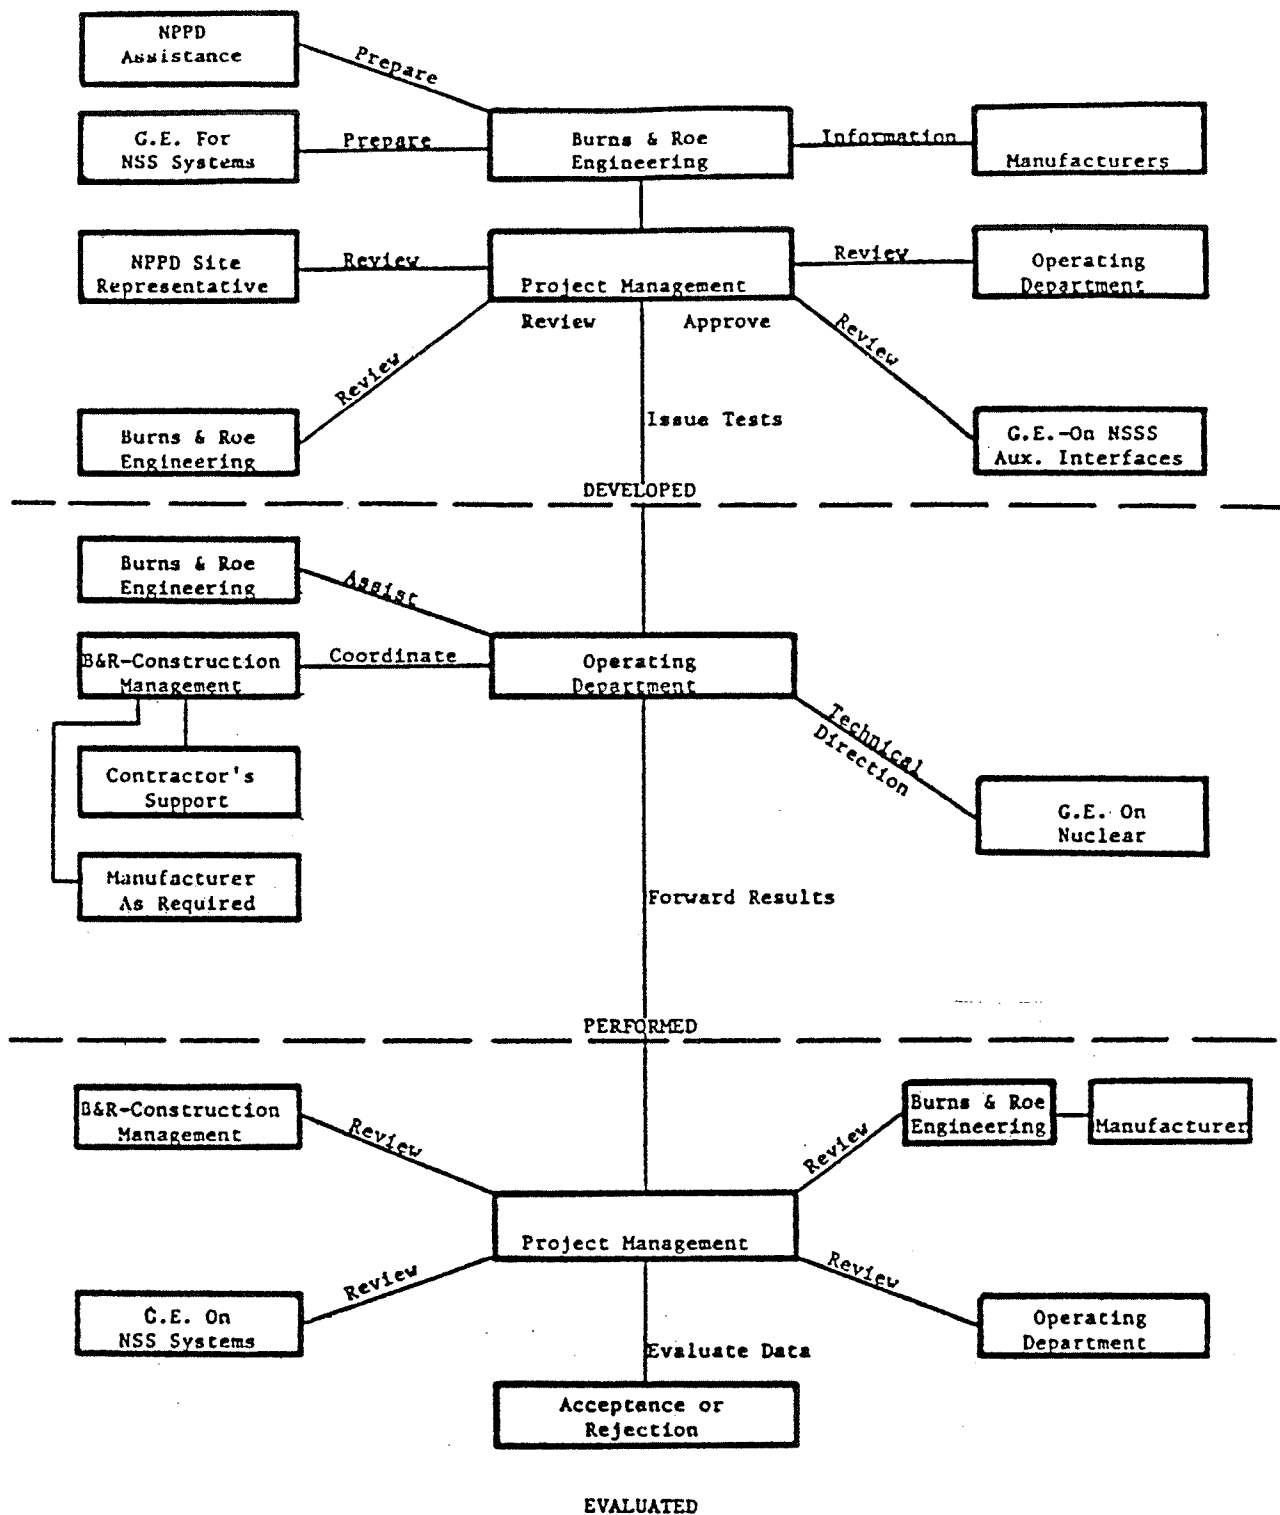 NPPD
Assistance
Prepare
G.E. For
NSS Systems
Prepare
Burns & Roe
Engineering
Information
Manufacturers
NPPD Site
Representative
Review
Project Management
Review
Operating
Department
Review Approve
Review
Review
Burns & Roe
Engineering
Issue Tests
G.E.-On NSSS
Aux. Interfaces
DEVELOPED
Burns & Roe
Engineering
Assist
B&R-Construction
Management
Coordinate
Operating
Department
Technical
Direction
Contractor's
Support
G.E. On
Nuclear
Manufacturer
As Required
Forward Results
PERFORMED
B&R-Construction
Management
Review
Review
Burns & Roe
Engineering
Manufacturer
Project Management
Review
Review
G.E. On
NSS Systems
Operating
Department
Evaluate Data
Acceptance or
Rejection
EVALUATED